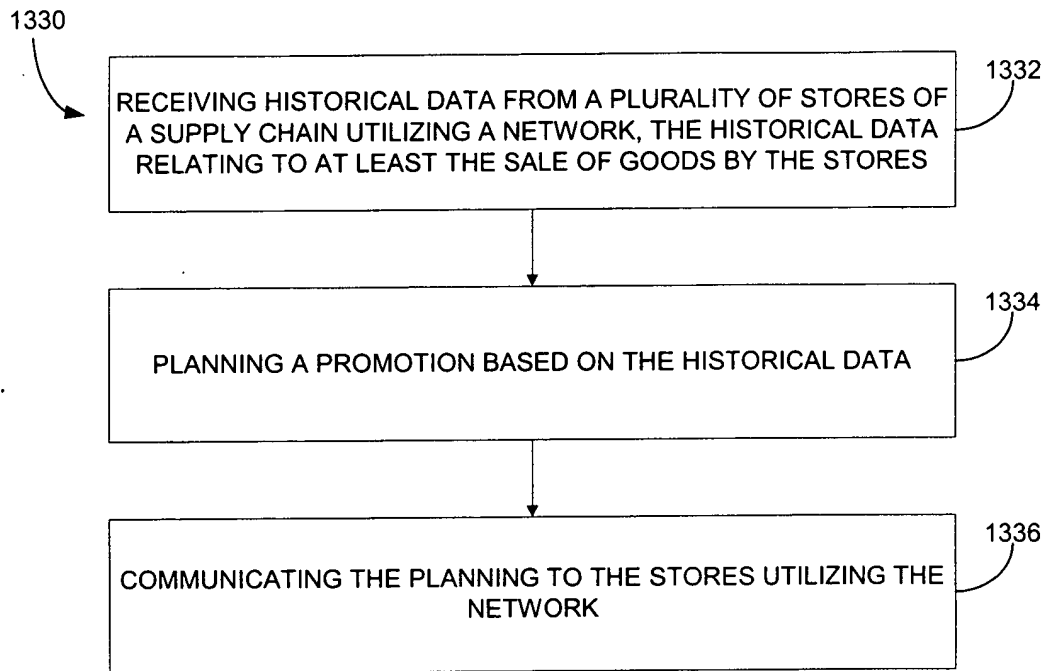 1330
1332
RECEIVING HISTORICAL DATA FROM A PLURALITY OF STORES OF
A SUPPLY CHAIN UTILIZING A NETWORK, THE HISTORICAL DATA
RELATING TO AT LEAST THE SALE OF GOODS BY THE STORES
1334
PLANNING A PROMOTION BASED ON THE HISTORICAL DATA
1336
COMMUNICATING THE PLANNING TO THE STORES UTILIZING THE
NETWORK